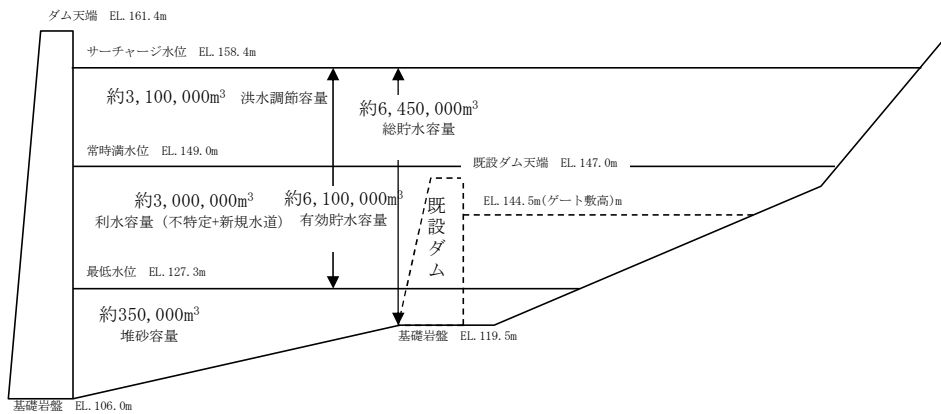 ダム天端 EL.161.4m
サーチャージ水位 EL.158.4m
約3,100,000m³ 洪水調節容量
約6,450,000m³
総貯水容量
常時満水位 EL.149.0m
既設ダム天端 EL.147.0m
約3,000,000m³
利水容量（不特定+新規水道）
約6,100,000m³
有効貯水容量
既設ダム
EL.144.5m(ゲート敷高)m
最低水位 EL.127.3m
約350,000m³
堆砂容量
基礎岩盤 EL.119.5m
基礎岩盤 EL.106.0m